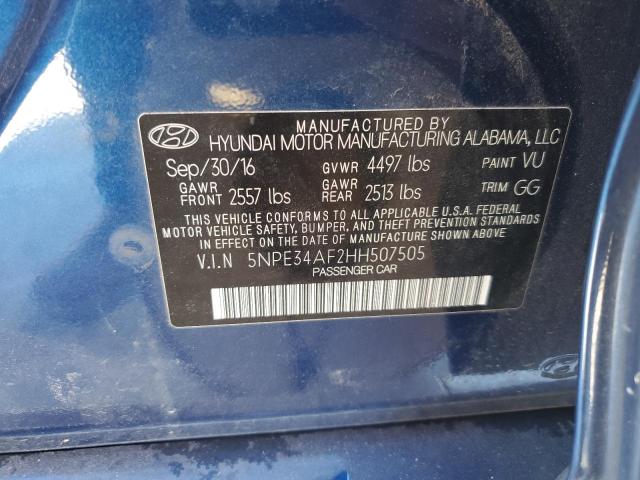 MANUFACTURED BY
HYUNDAI MOTOR MANUFACTURING ALABAMA, LLC
Sep/30/16 GVWR 4497 lbs PAINT VU
GAWR FRONT 2557 lbs GAWR REAR 2513 lbs TRIM GG
THIS VEHICLE CONFORMS TO ALL APPLICABLE U.S.A. FEDERAL
MOTOR VEHICLE SAFETY, BUMPER, AND THEFT PREVENTION STANDARDS
IN EFFECT ON THE DATE OF MANUFACTURE SHOWN ABOVE.
V.I.N 5NPE34AF2HH507505
PASSENGER CAR